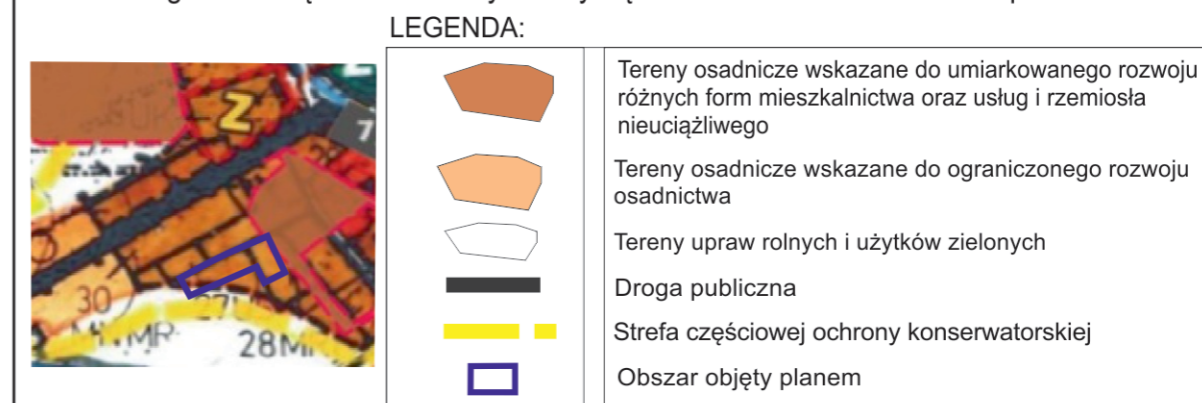 LEGENDA:
Tereny osadnicze wskazane do umiarkowanego rozwoju
różnych form mieszkalnictwa oraz usług i rzemiosła
nieuciążliwego
Tereny osadnicze wskazane do ograniczonego rozwoju
osadnictwa
Tereny upraw rolnych i użytków zielonych
Droga publiczna
Strefa częściowej ochrony konserwatorskiej
Obszar objęty planem
Z
7
30
28M